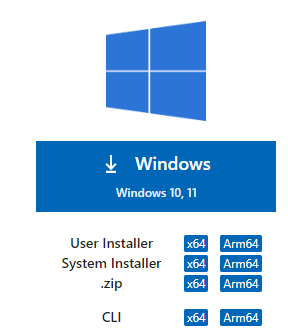 Windows
Windows 10, 11
User Installer x64 Arm64
System Installer x64 Arm64
.zip x64 Arm64
CLI x64 Arm64